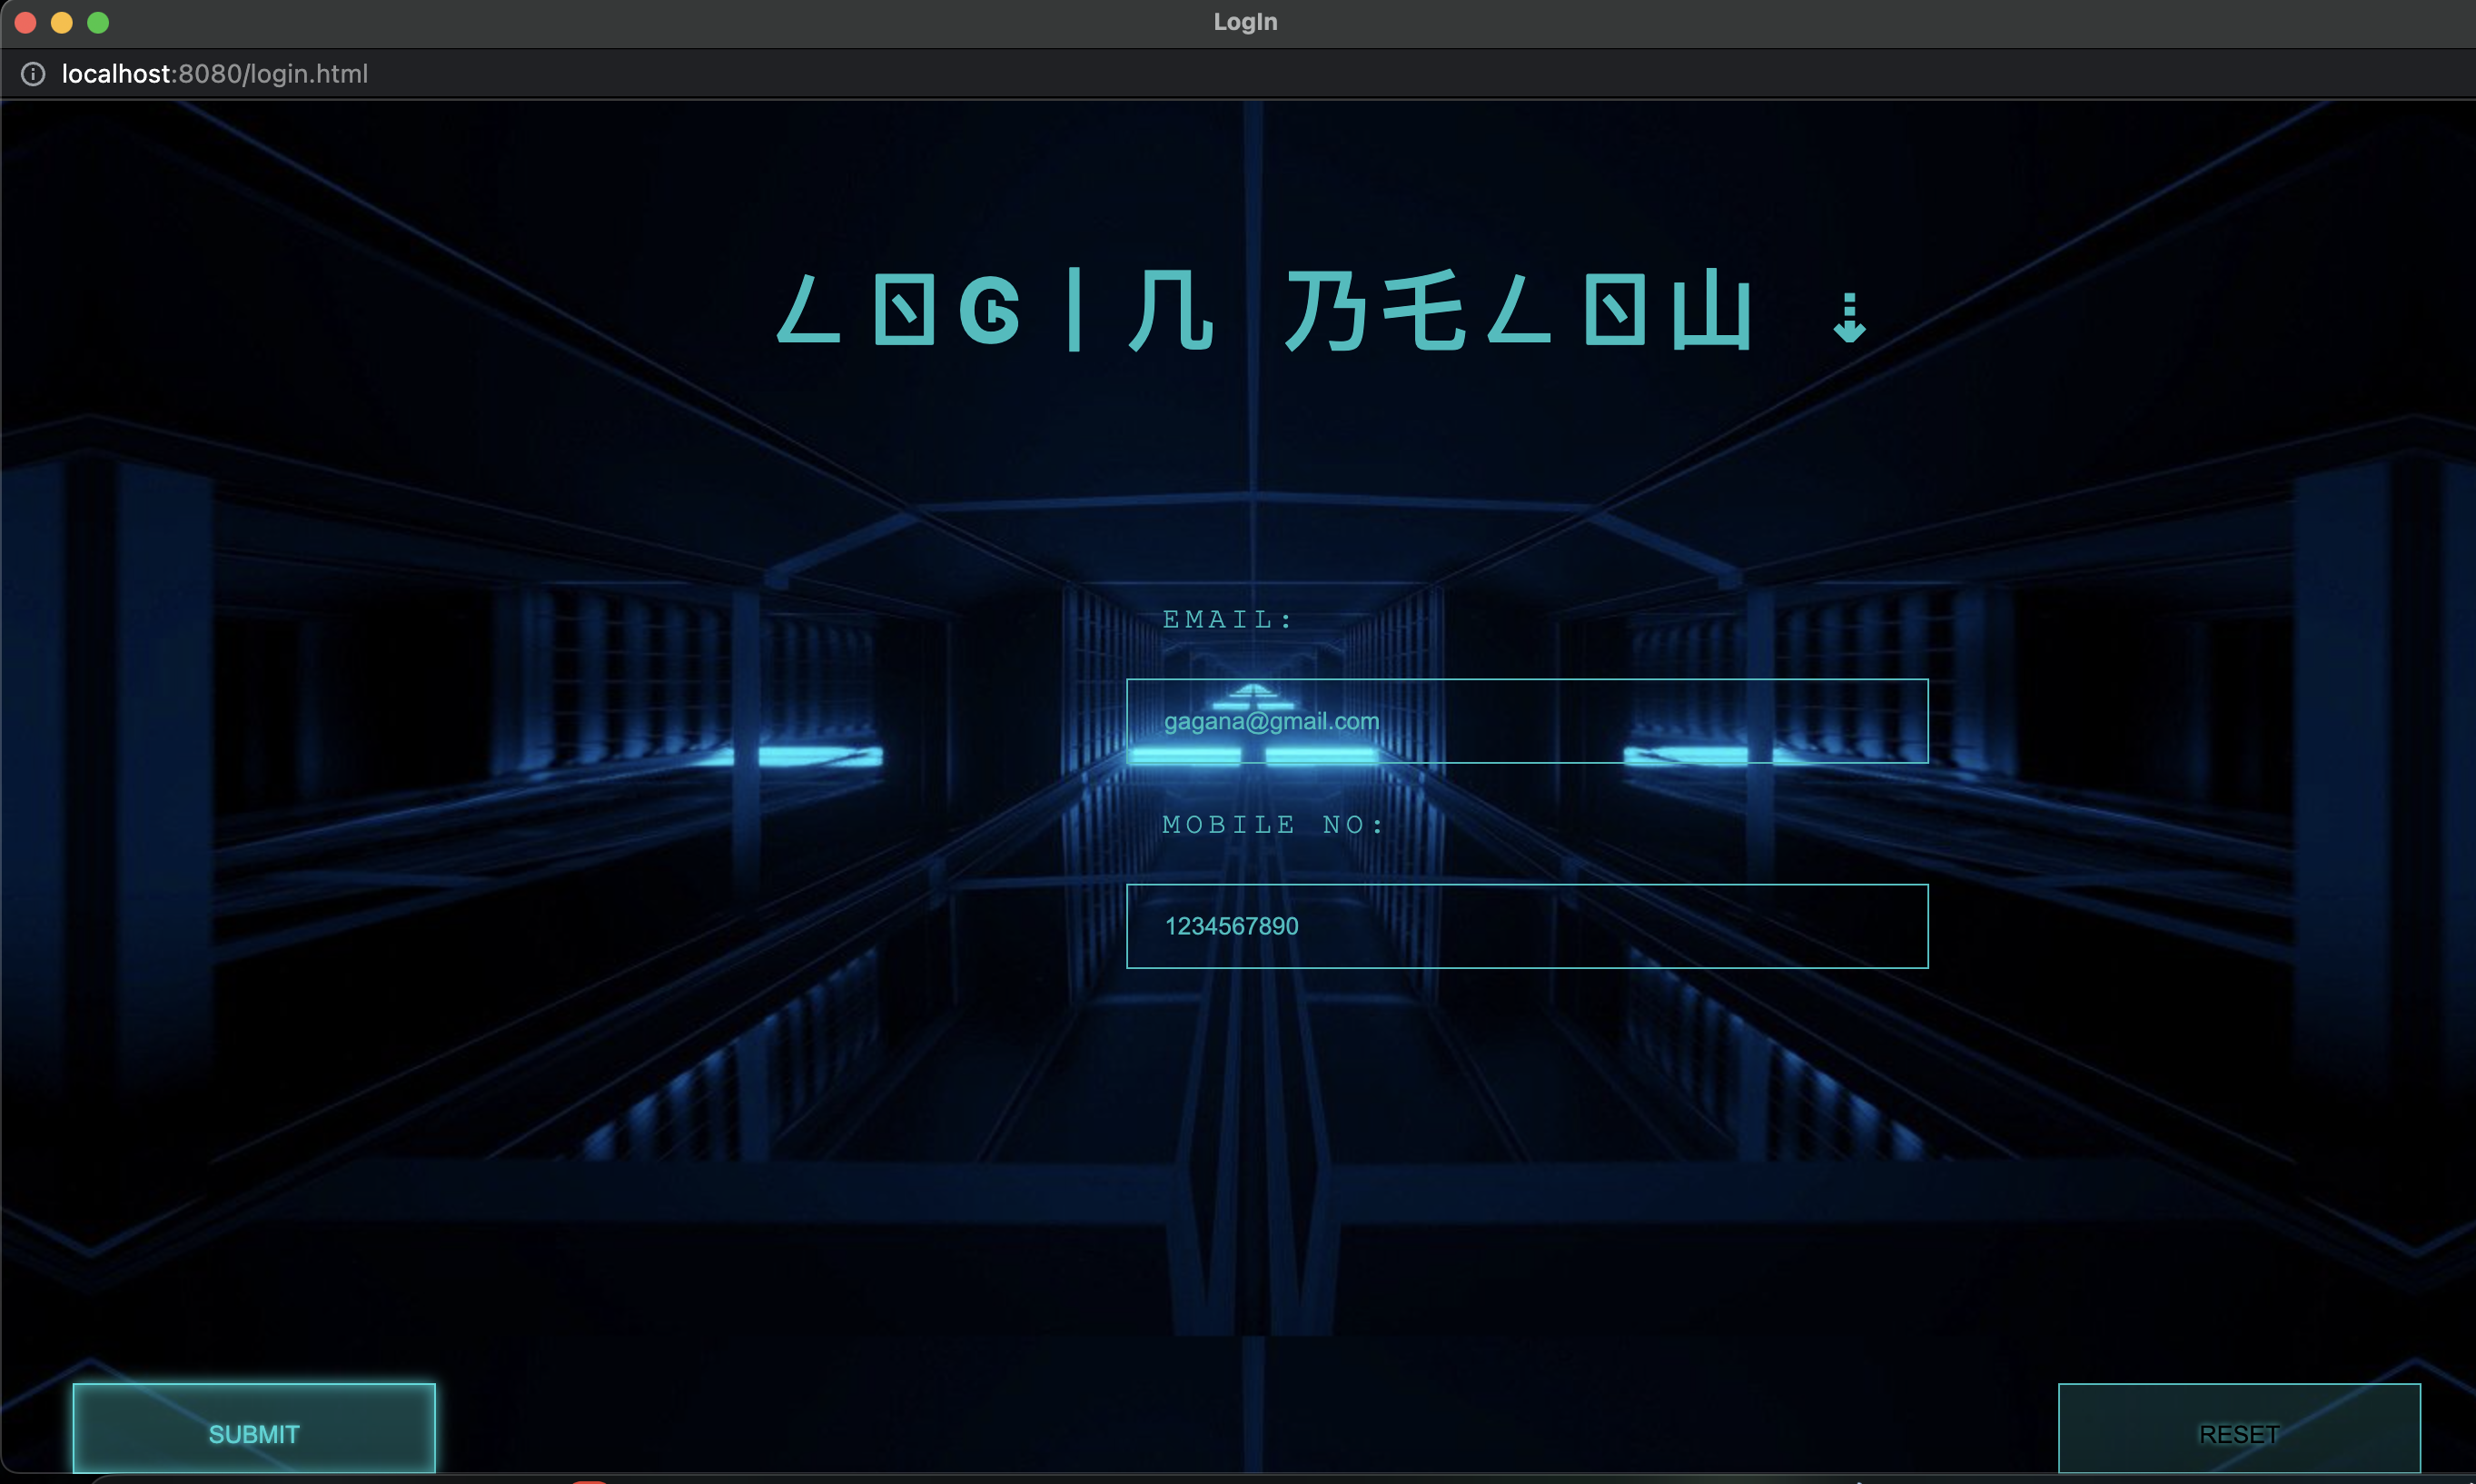 LogIn
localhost:8080/login.html
ㄥㄖG丨几 乃乇ㄥㄖ山 ⇣
EMAIL:
gagana@gmail.com
MOBILE NO:
1234567890
SUBMIT
RESET